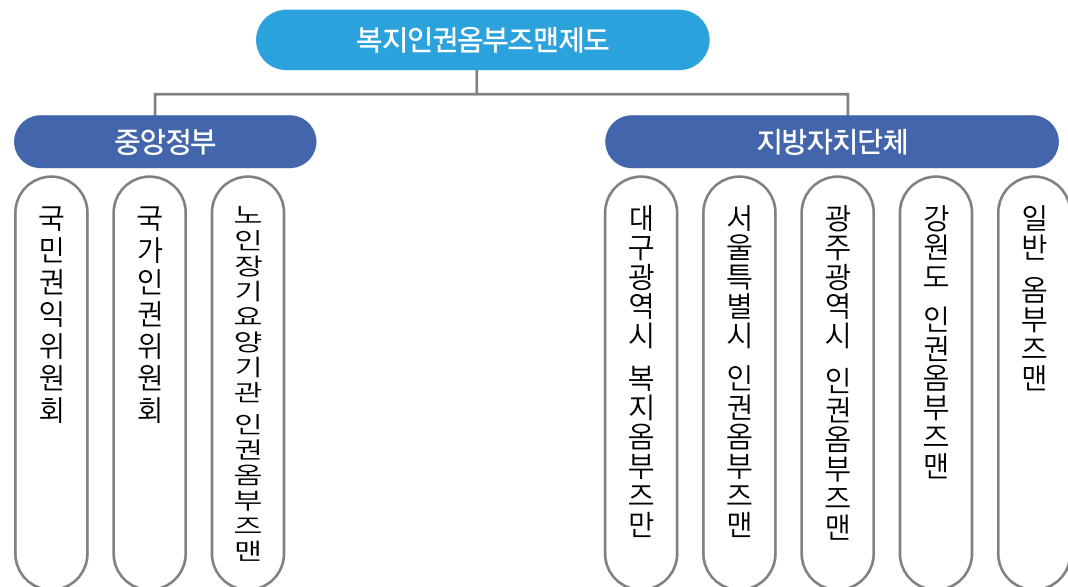 복지인권옴부즈맨제도
중앙정부
지방자치단체
국민권익위원회
국가인권위원회
노인장기요양기관 인권옴부즈맨
대구광역시 복지옴부즈만
서울특별시 인권옴부즈맨
광주광역시 인권옴부즈맨
강원도 인권옴부즈맨
일반 옴부즈맨